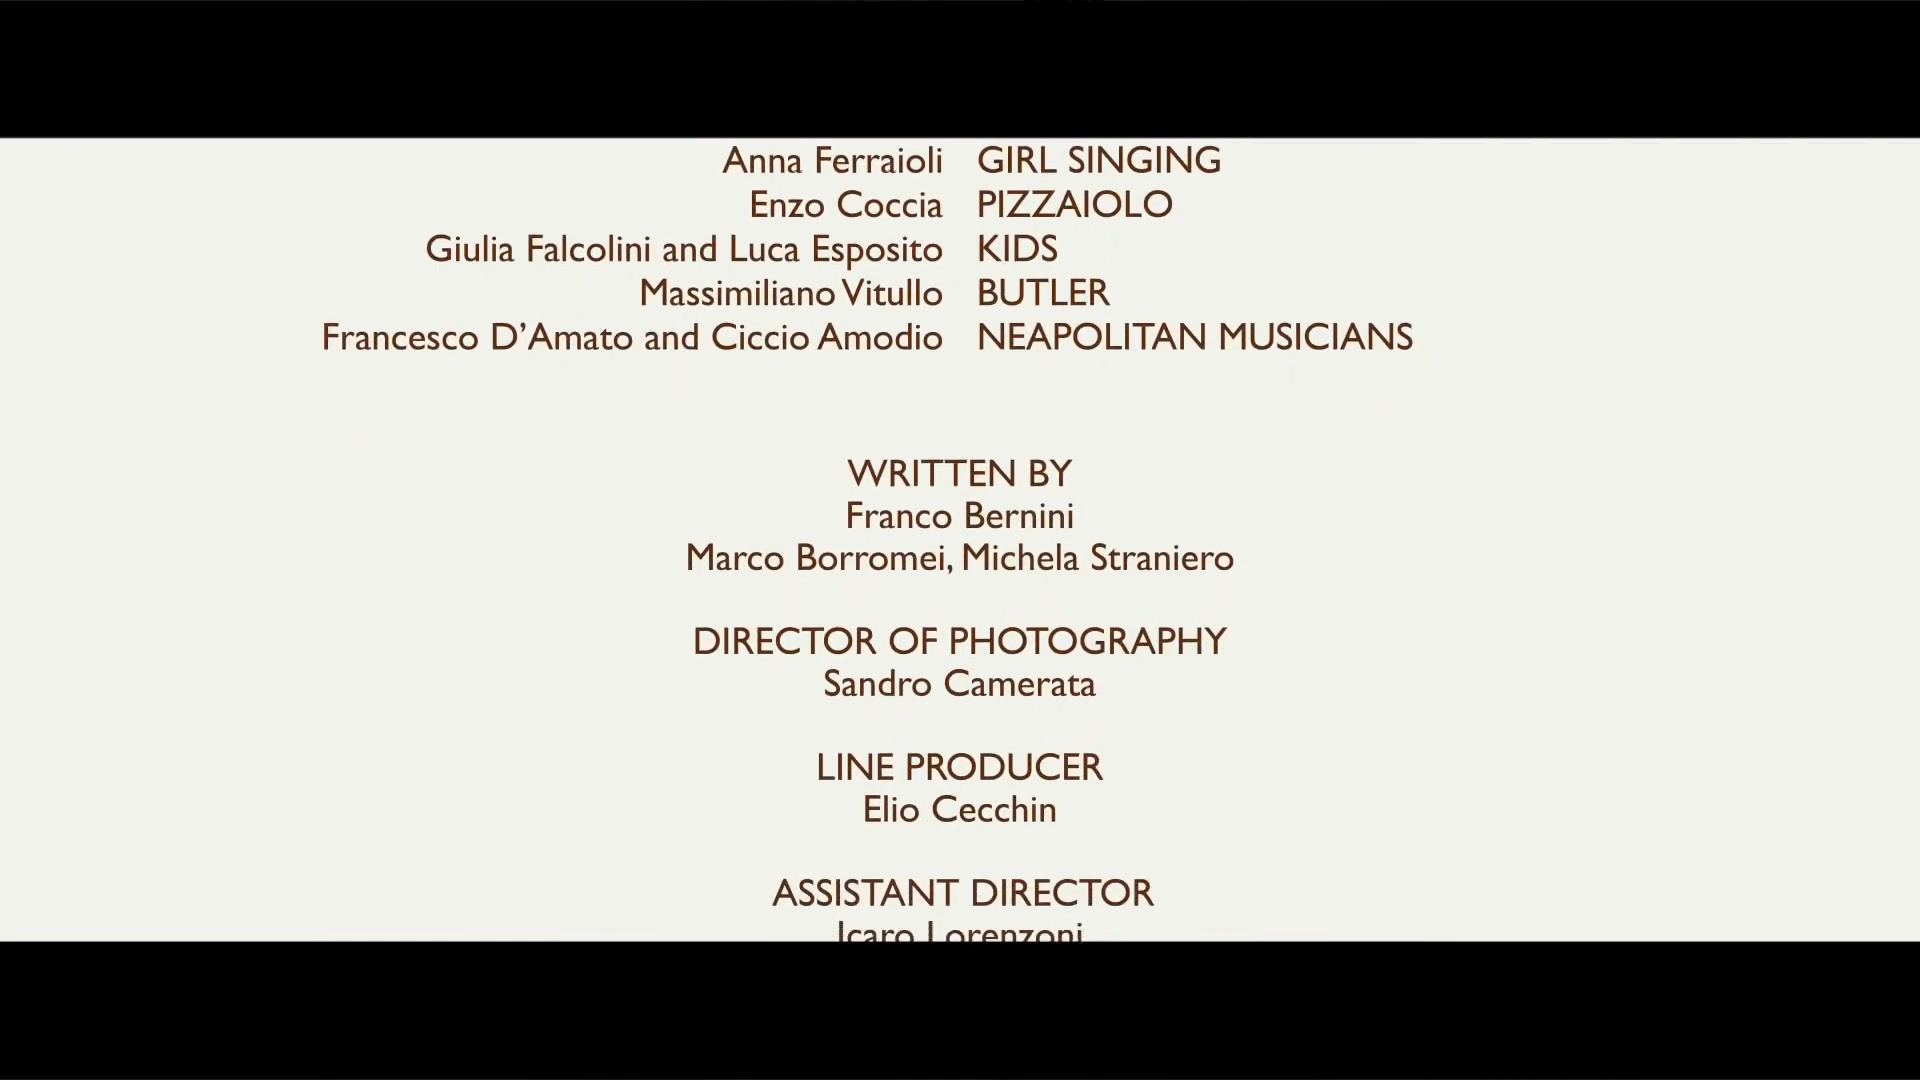 Anna Ferraioli GIRL SINGING
Enzo Coccia PIZZAIOLO
Giulia Falcolini and Luca Esposito KIDS
Massimiliano Vitullo BUTLER
Francesco D’Amato and Ciccio Amodio NEAPOLITAN MUSICIANS
WRITTEN BY
Franco Bernini
Marco Borromei, Michela Straniero
DIRECTOR OF PHOTOGRAPHY
Sandro Camerata
LINE PRODUCER
Elio Cecchin
ASSISTANT DIRECTOR
Icaro Lorenzoni